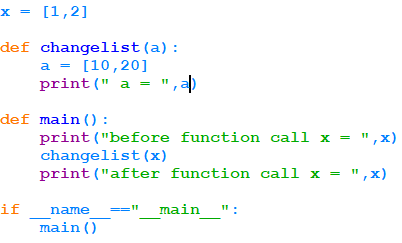 x = [1,2]
def changelist(a):
    a = [10,20]
    print(" a = ",a)
def main():
    print("before function call x = ",x)
    changelist(x)
    print("after function call x = ",x)
if __name__=="__main__":
    main()